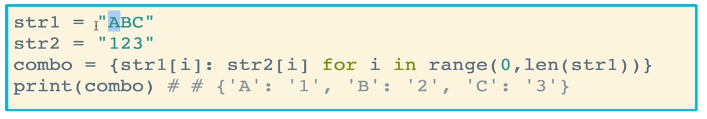 str1 = "ABC"
str2 = "123"
combo = {str1[i]: str2[i] for i in range(0,len(str1))}
print(combo) # # {'A': '1', 'B': '2', 'C': '3'}